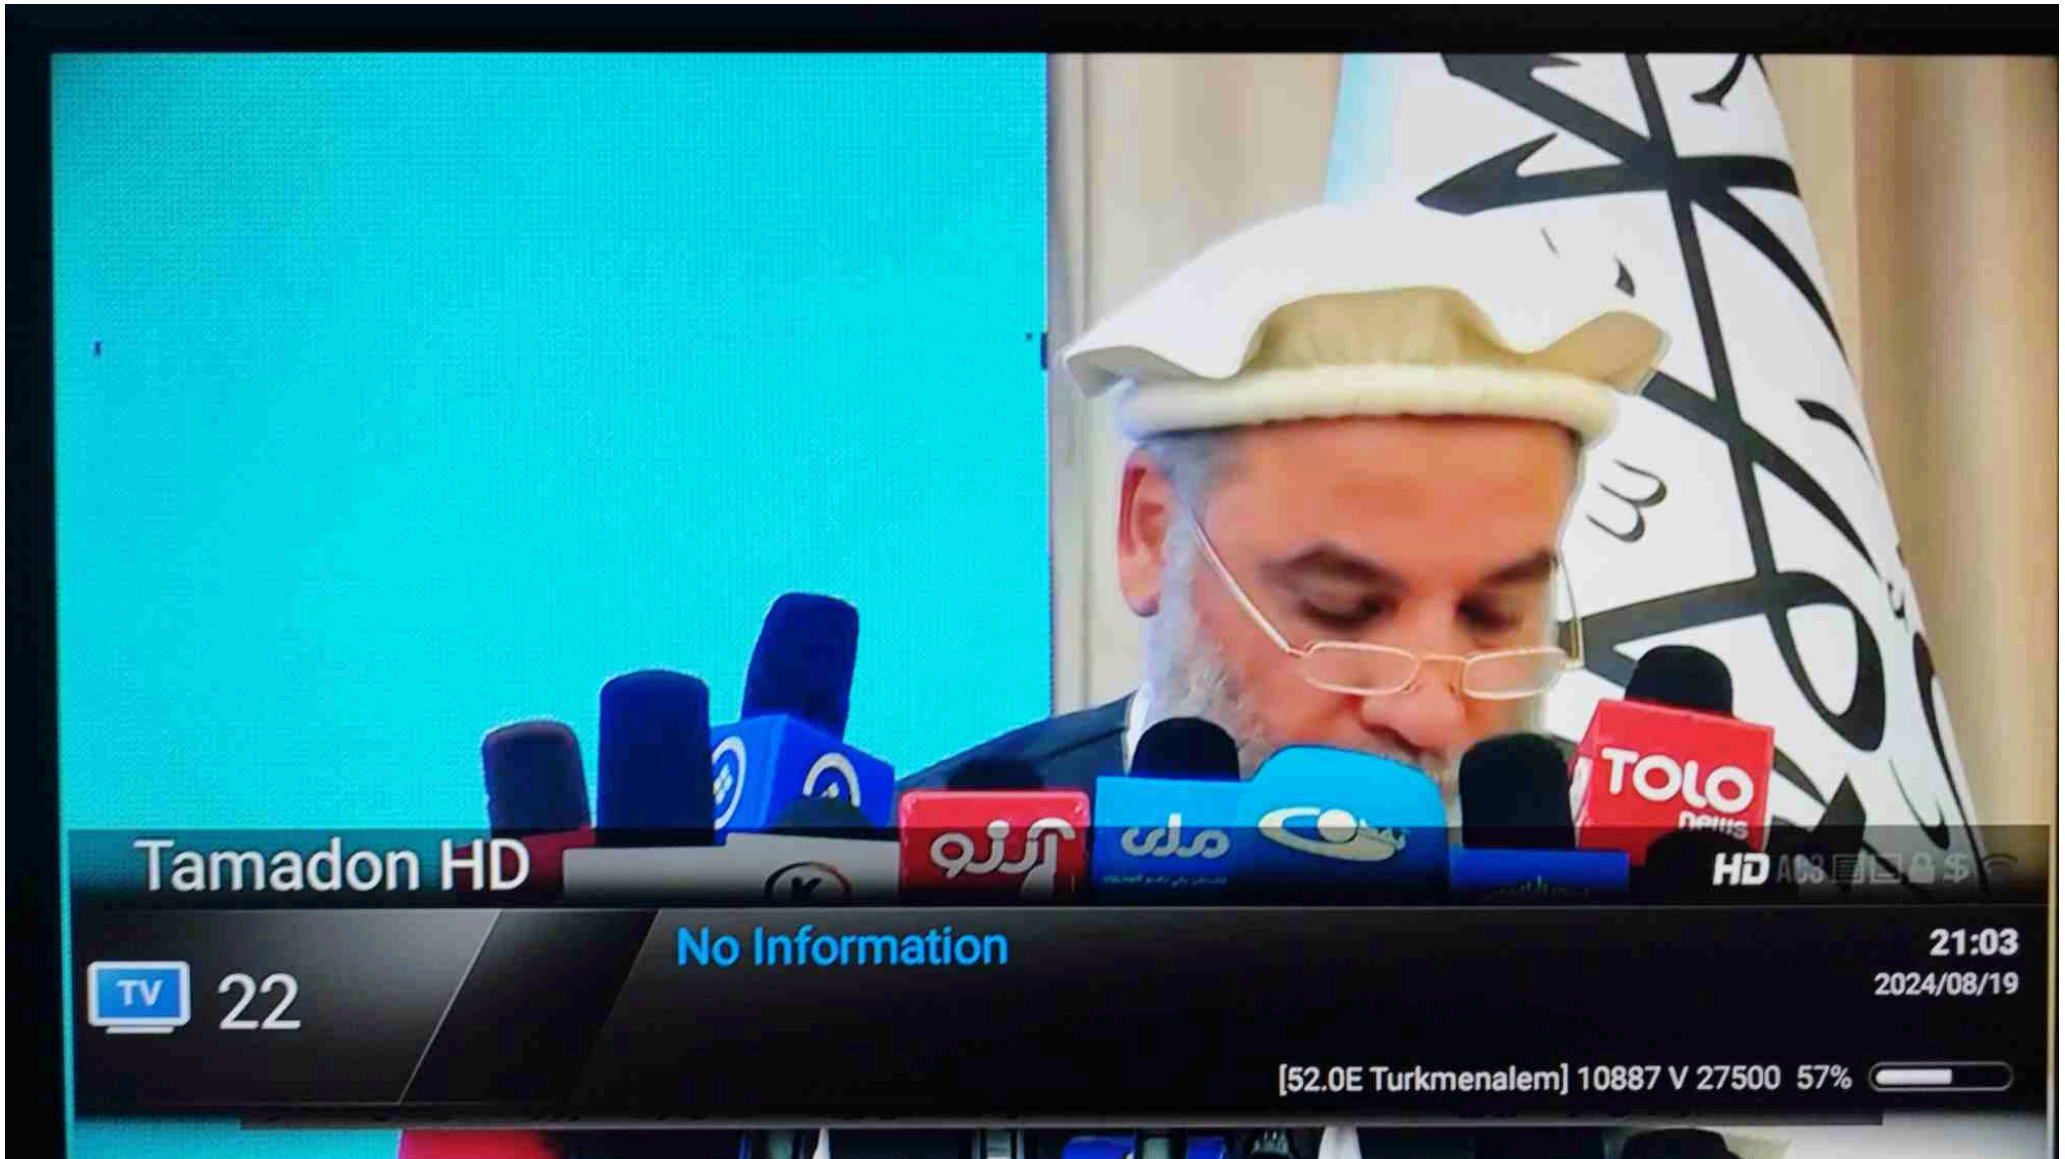 TOLO
news
آرزو
ملی
K
Tamadon HD
HD AC3 $
No Information
21:03
TV 22
2024/08/19
[52.0E Turkmenalem] 10887 V 27500 57%